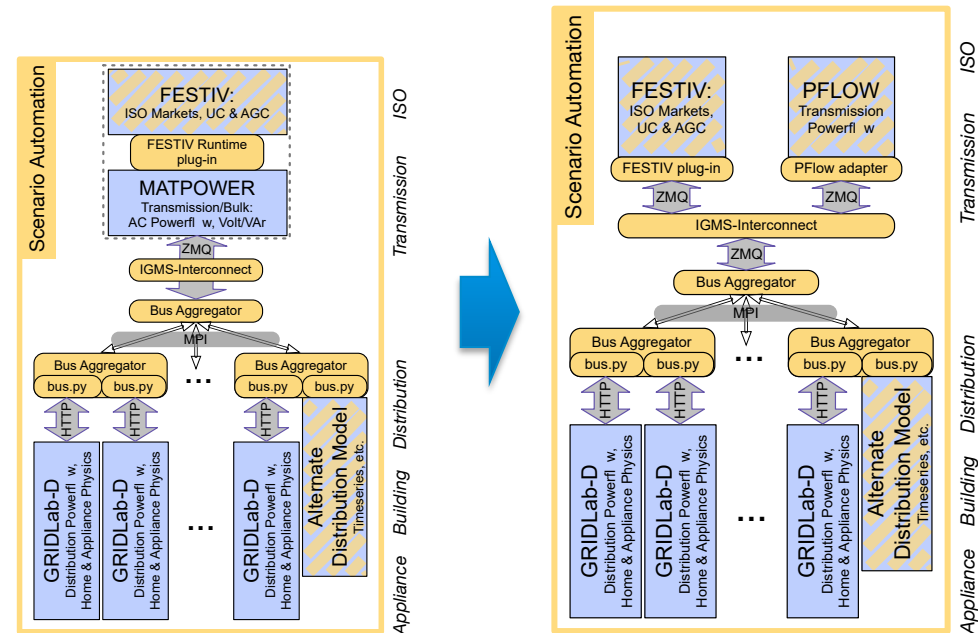 Scenario Automation
FESTIV:
ISO Markets, UC & AGC
FESTIV Runtime
plug-in
MATPOWER
Transmission/Bulk:
AC Powerfl w, Volt/VAr
ZMQ
IGMS-Interconnect
Bus Aggregator
MPI
Bus Aggregator
bus.py bus.py
...
Bus Aggregator
bus.py bus.py
HTTP
HTTP
HTTP
GRIDLab-D
Distribution Powerfl w,
Home & Appliance Physics
GRIDLab-D
Distribution Powerfl w,
Home & Appliance Physics
...
GRIDLab-D
Distribution Powerfl w,
Home & Appliance Physics
Alternate
Distribution Model
Timeseries, etc.
ISO
Transmission
Distribution
Building
Appliance
Scenario Automation
FESTIV:
ISO Markets,
UC & AGC
FESTIV plug-in
PFLOW
Transmission
Powerfl w
PFlow adapter
ZMQ
ZMQ
IGMS-Interconnect
ZMQ
Bus Aggregator
MPI
Bus Aggregator
bus.py bus.py
...
Bus Aggregator
bus.py bus.py
HTTP
HTTP
HTTP
GRIDLab-D
Distribution Powerfl w,
Home & Appliance Physics
GRIDLab-D
Distribution Powerfl w,
Home & Appliance Physics
...
GRIDLab-D
Distribution Powerfl w,
Home & Appliance Physics
Alternate
Distribution Model
Timeseries, etc.
ISO
Transmission
Distribution
Building
Appliance